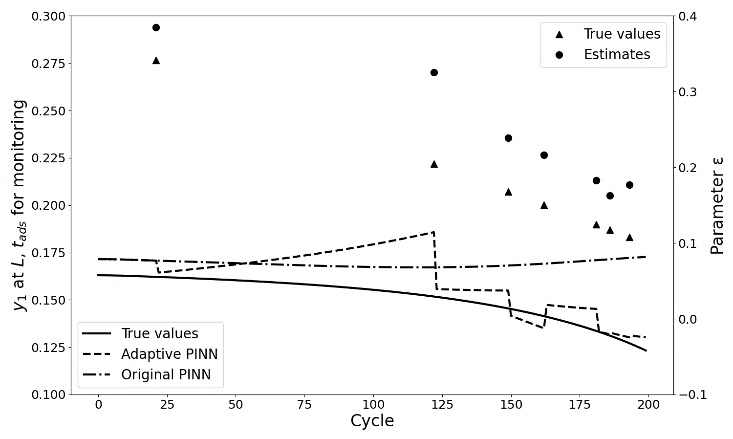 0.300
0.275
0.250
0.225
0.200
0.175
0.150
0.125
0.100
y₁ at L, t_ads for monitoring
True values
Estimates
True values
Adaptive PINN
Original PINN
0.4
0.3
0.2
0.1
0.0
−0.1
Parameter ε
0 25 50 75 100 125 150 175 200
Cycle